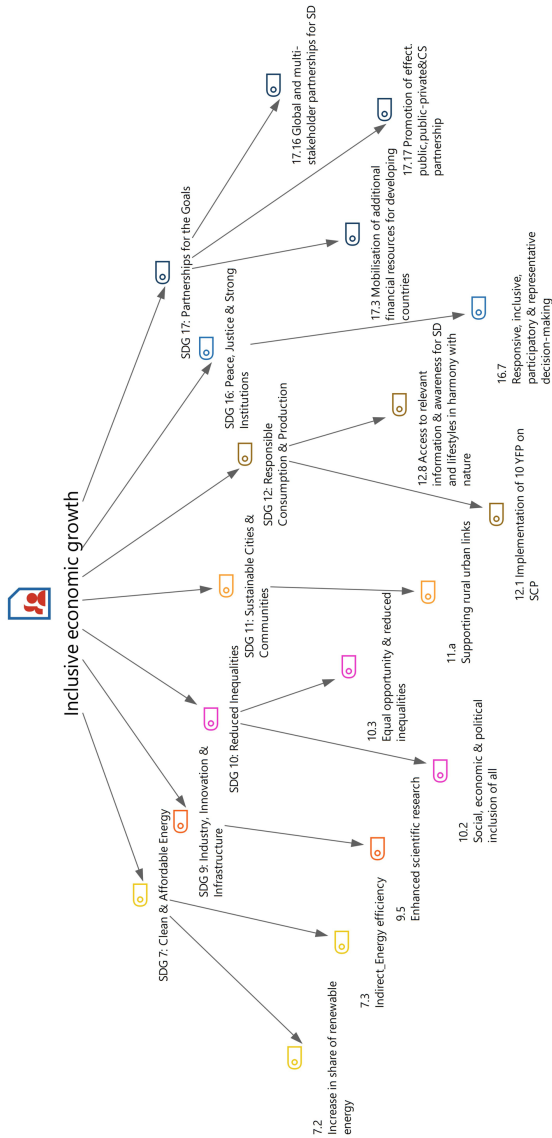 Inclusive economic growth
SDG 7: Clean & Affordable Energy
SDG 9: Industry, Innovation &
Infrastructure
SDG 10: Reduced Inequalities
SDG 11: Sustainable Cities &
Communities
SDG 12: Responsible
Consumption & Production
SDG 16: Peace, Justice & Strong
Institutions
SDG 17: Partnerships for the Goals
7.2
Increase in share of renewable
energy
7.3
Indirect_Energy efficiency
9.5
Enhanced scientific research
10.2
Social, economic & political
inclusion of all
10.3
Equal opportunity & reduced
inequalities
11.a
Supporting rural urban links
12.1 Implementation of 10 YFP on
SCP
12.8 Access to relevant
information & awareness for SD
and lifestyles in harmony with
nature
16.7
Responsive, inclusive,
participatory & representative
decision-making
17.3 Mobilisation of additional
financial resources for developing
countries
17.17 Promotion of effect.
public,public-private&CS
partnership
17.16 Global and multi-
stakeholder partnerships for SD